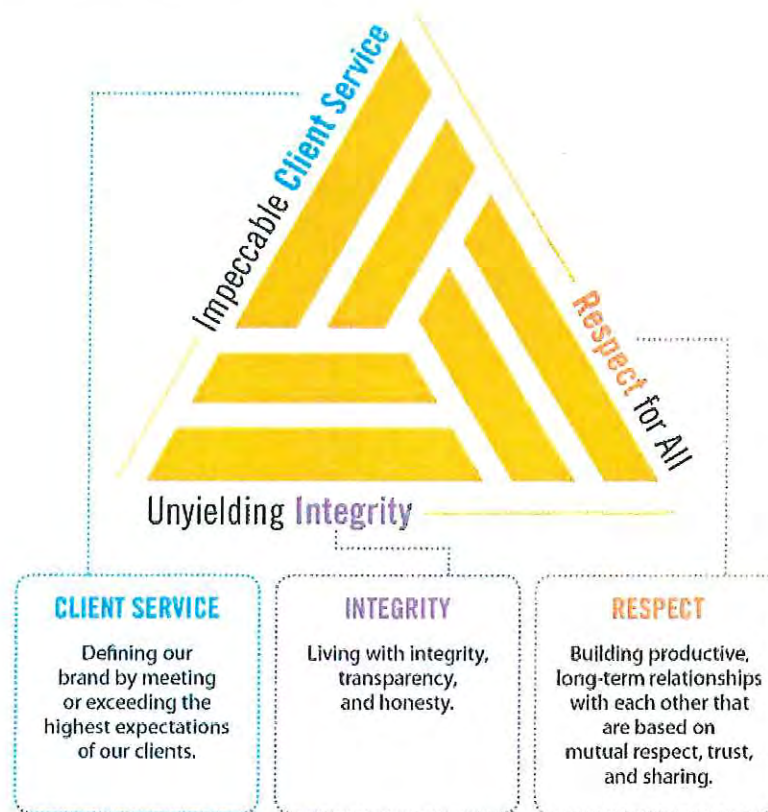 Impeccable Client Service
Respect for All
Unyielding Integrity
CLIENT SERVICE
Defining our
brand by meeting
or exceeding the
highest expectations
of our clients.
INTEGRITY
Living with integrity,
transparency,
and honesty.
RESPECT
Building productive,
long-term relationships
with each other that
are based on
mutual respect, trust,
and sharing.